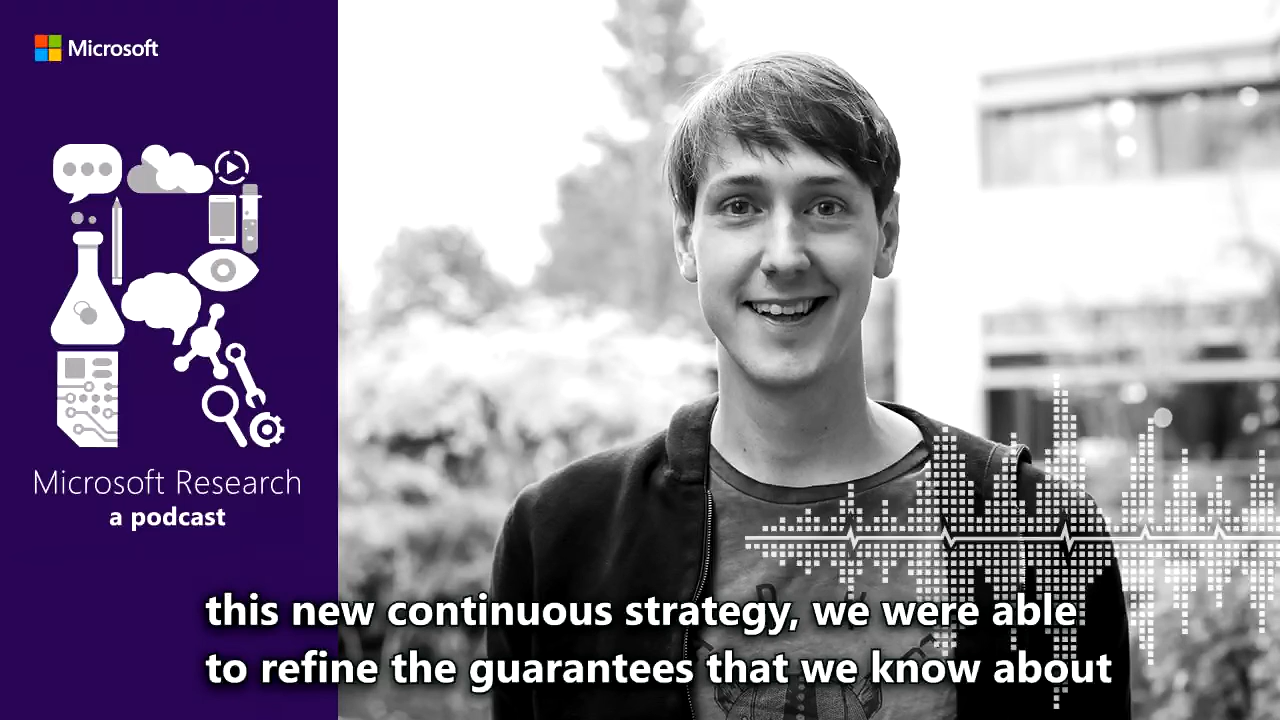 Microsoft
Microsoft Research
a podcast
this new continuous strategy, we were able
to refine the guarantees that we know about